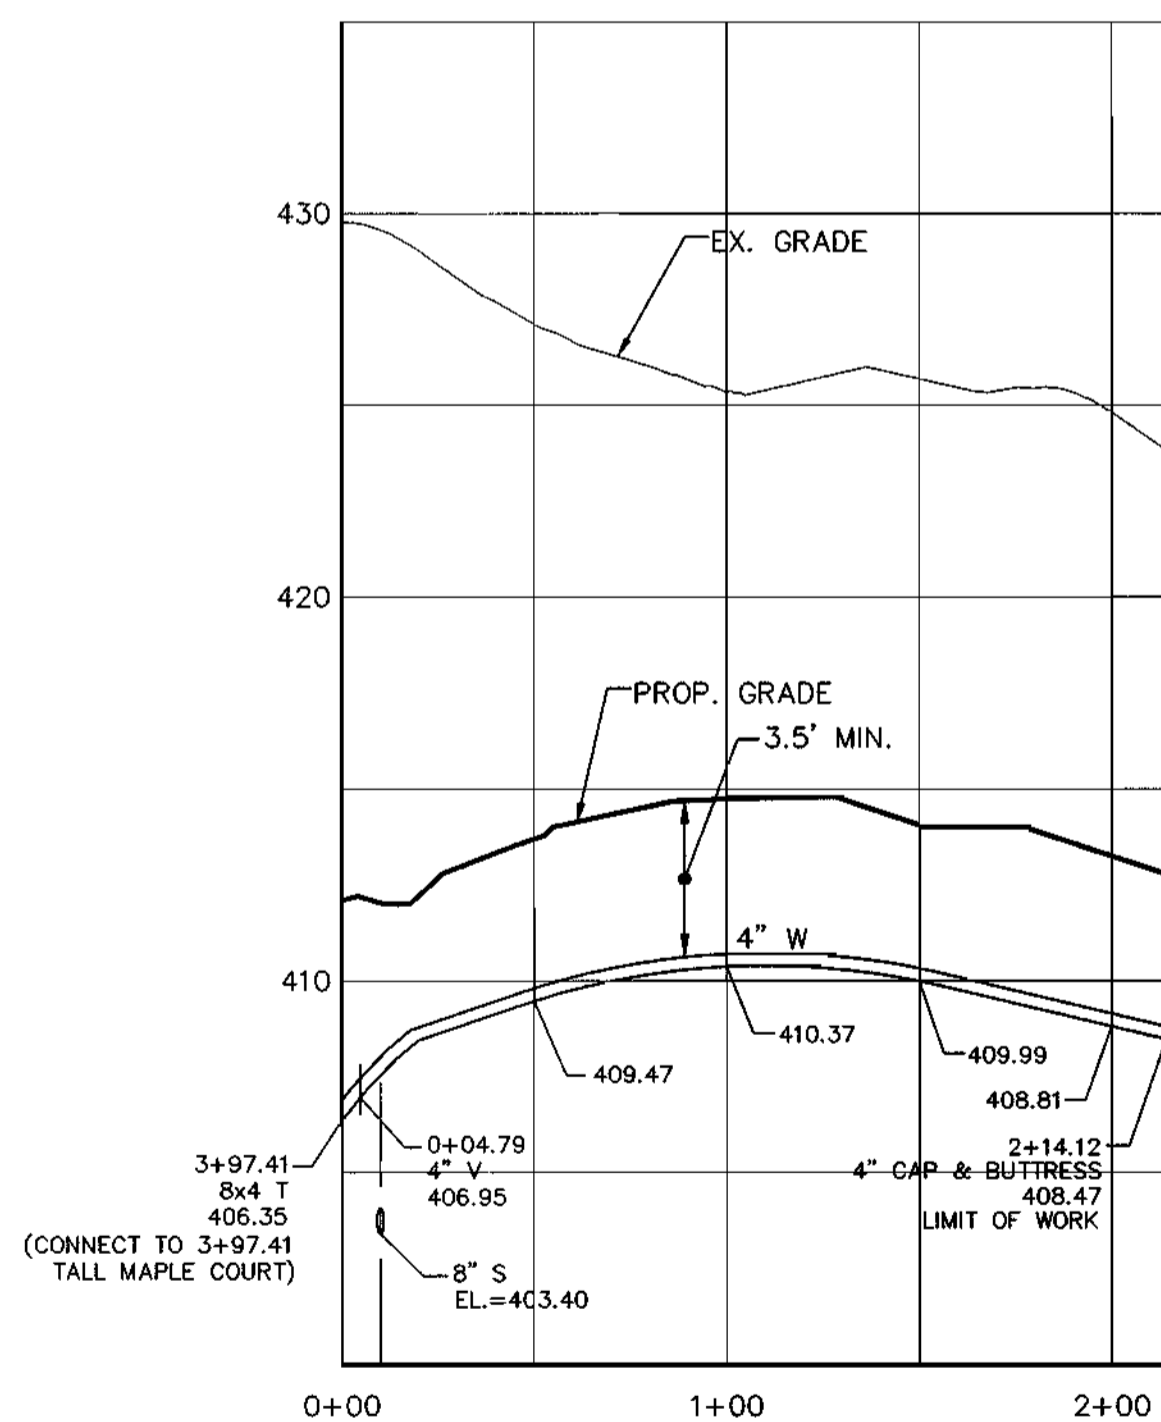 430
EX. GRADE
420
PROP. GRADE
3.5' MIN.
4" W
410
410.37
409.99
409.47
408.81
0+04.79
4" V
406.95
2+14.12
4" CAP & BUTTRESS
408.47
LIMIT OF WORK
3+97.41
8x4 T
406.35
(CONNECT TO 3+97.41
TALL MAPLE COURT)
8" S
EL.=403.40
0+00
1+00
2+00